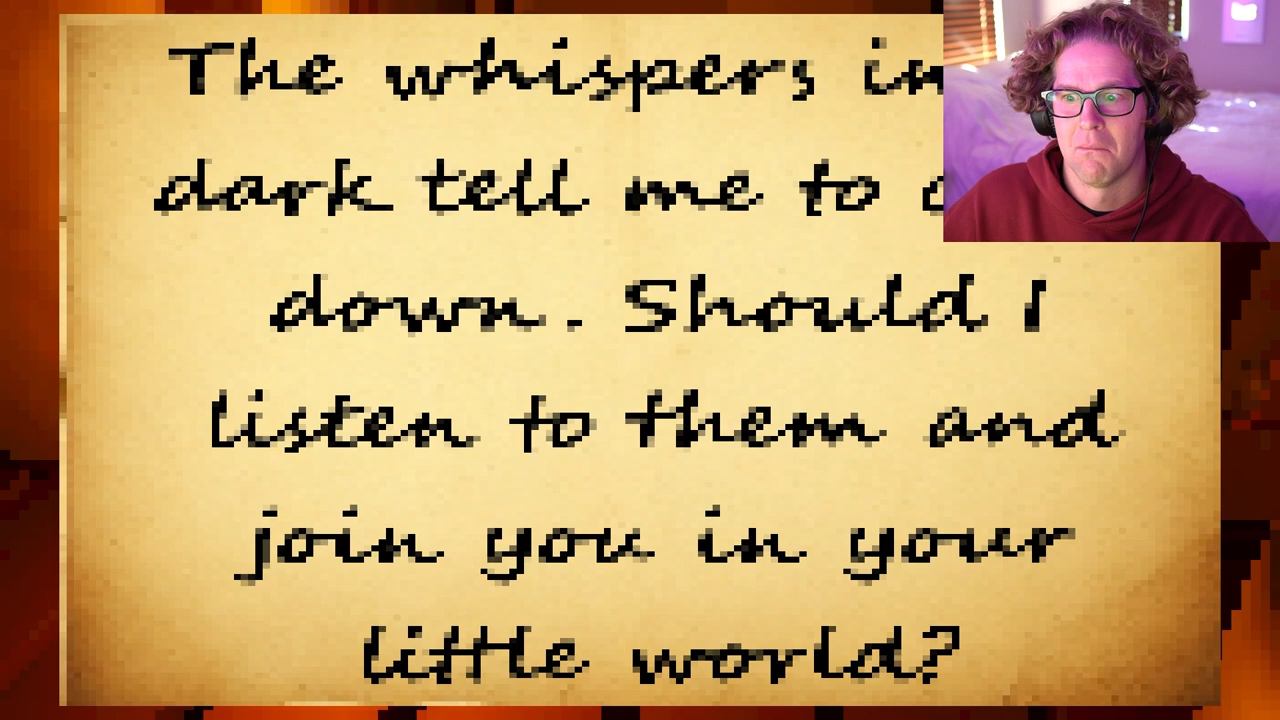 The whispers in
dark tell me to
down. Should I
listen to them and
join you in your
little world?